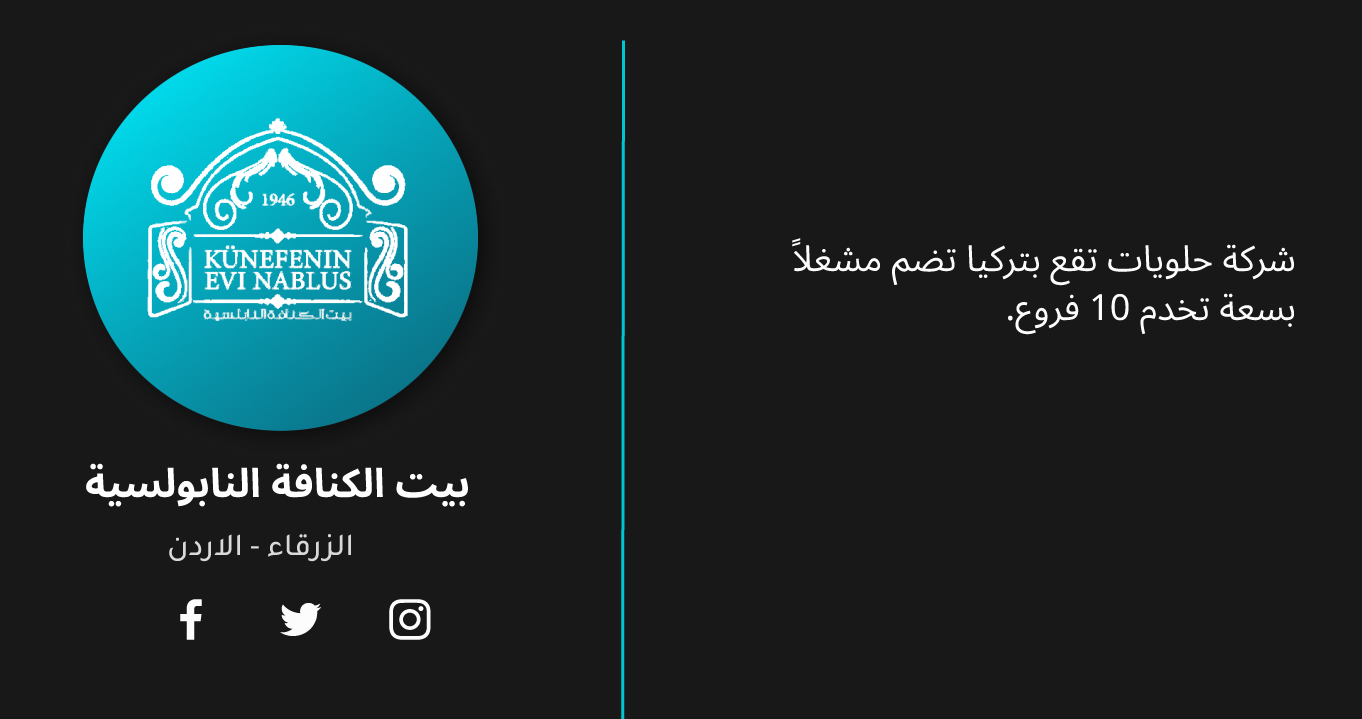 1946
KÜNEFENIN
EVI NABLUS
بيت الكنافة النابلسية
بيت الكنافة النابولسية
الزرقاء - الاردن
شركة حلويات تقع بتركيا تضم مشغلاً
بسعة تخدم 10 فروع.